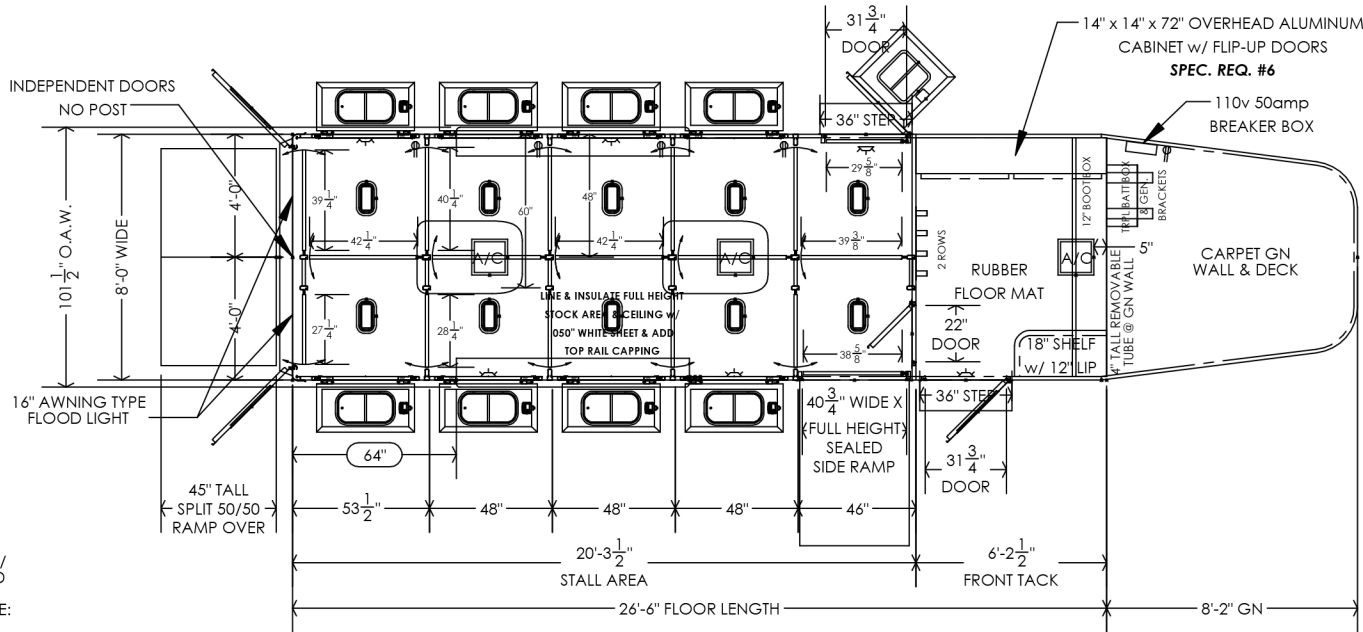 31 3/4"
DOOR
14" x 14" x 72" OVERHEAD ALUMINUM
CABINET w/ FLIP-UP DOORS
SPEC. REQ. #6
INDEPENDENT DOORS
NO POST
110v 50amp
BREAKER BOX
36" STEP
101 1/2" O.A.W.
8'-0" WIDE
4'-0"
4'-0"
39 1/4"
40 1/4"
60"
48"
29 5/8"
42 1/4"
42 1/4"
39 3/8"
A/C
A/C
A/C
2 ROWS
12" BOOT BOX
TRPL BATT BOX
& GEN.
BRACKETS
5"
RUBBER
FLOOR MAT
CARPET GN
WALL & DECK
4" TALL REMOVABLE
TUBE @ GN WALL
LINE & INSULATE FULL HEIGHT
STOCK AREA & CEILING w/
.050" WHITE SHEET & ADD
TOP RAIL CAPPING
27 1/4"
28 1/4"
38 5/8"
22"
DOOR
18" SHELF
w/ 12" LIP
16" AWNING TYPE
FLOOD LIGHT
40 3/4" WIDE X
FULL HEIGHT
SEALED
SIDE RAMP
36" STEP
31 3/4"
DOOR
64"
45" TALL
SPLIT 50/50
RAMP OVER
53 1/2"
48"
48"
48"
46"
20'-3 1/2"
STALL AREA
6'-2 1/2"
FRONT TACK
26'-6" FLOOR LENGTH
8'-2" GN
/
E: